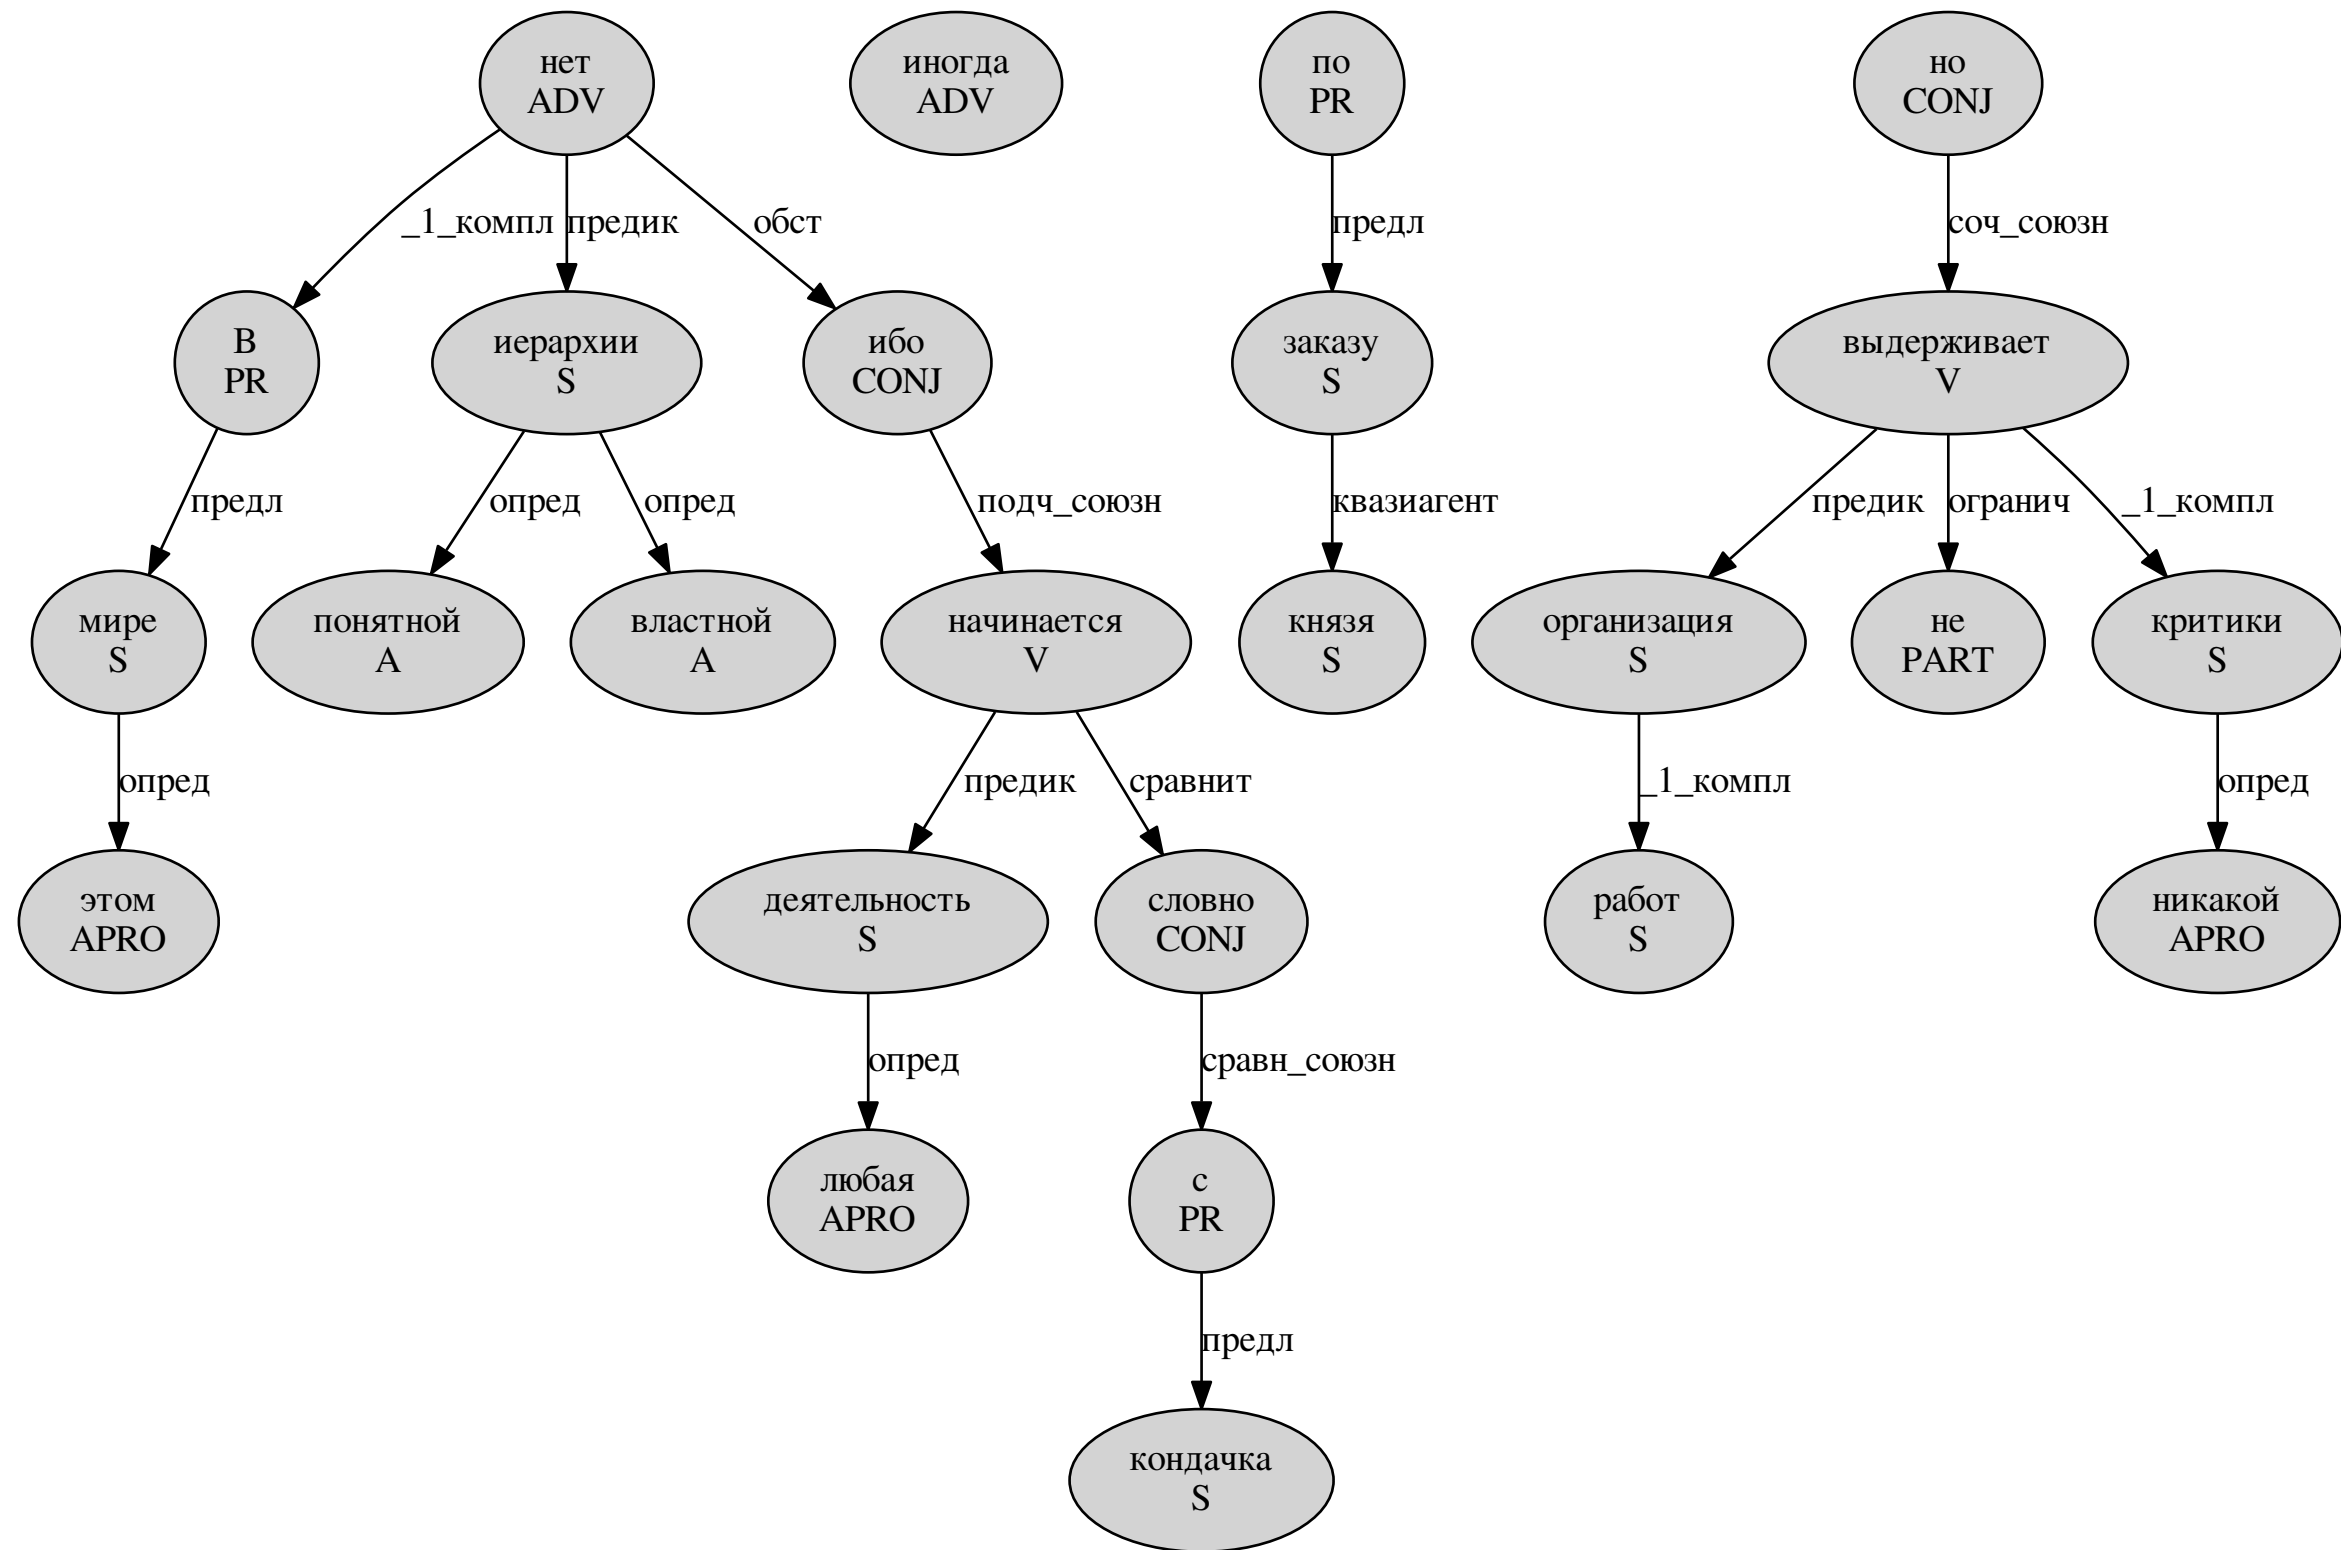 нет
ADV
иногда
ADV
по
PR
но
CONJ
_1_компл
предик
обст
предл
соч_союзн
В
PR
иерархии
S
ибо
CONJ
заказу
S
выдерживает
V
предл
опред
опред
подч_союзн
квазиагент
предик
огранич
_1_компл
мире
S
понятной
A
властной
A
начинается
V
князя
S
организация
S
не
PART
критики
S
опред
предик
сравнит
_1_компл
опред
этом
APRO
деятельность
S
словно
CONJ
работ
S
никакой
APRO
опред
сравн_союзн
любая
APRO
с
PR
предл
кондачка
S